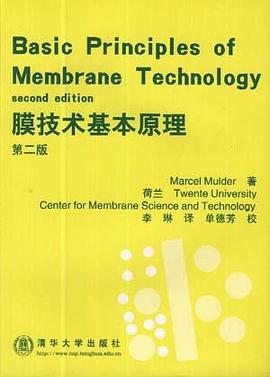 Basic Principles of
Membrane Technology
second edition
膜技术基本原理
第二版
Marcel Mulder 著
荷兰 Twente University
Center for Membrane Science and Technology
李 琳 译 单德芳 校
清华大学出版社
http://www.tup.tsinghua.edu.cn